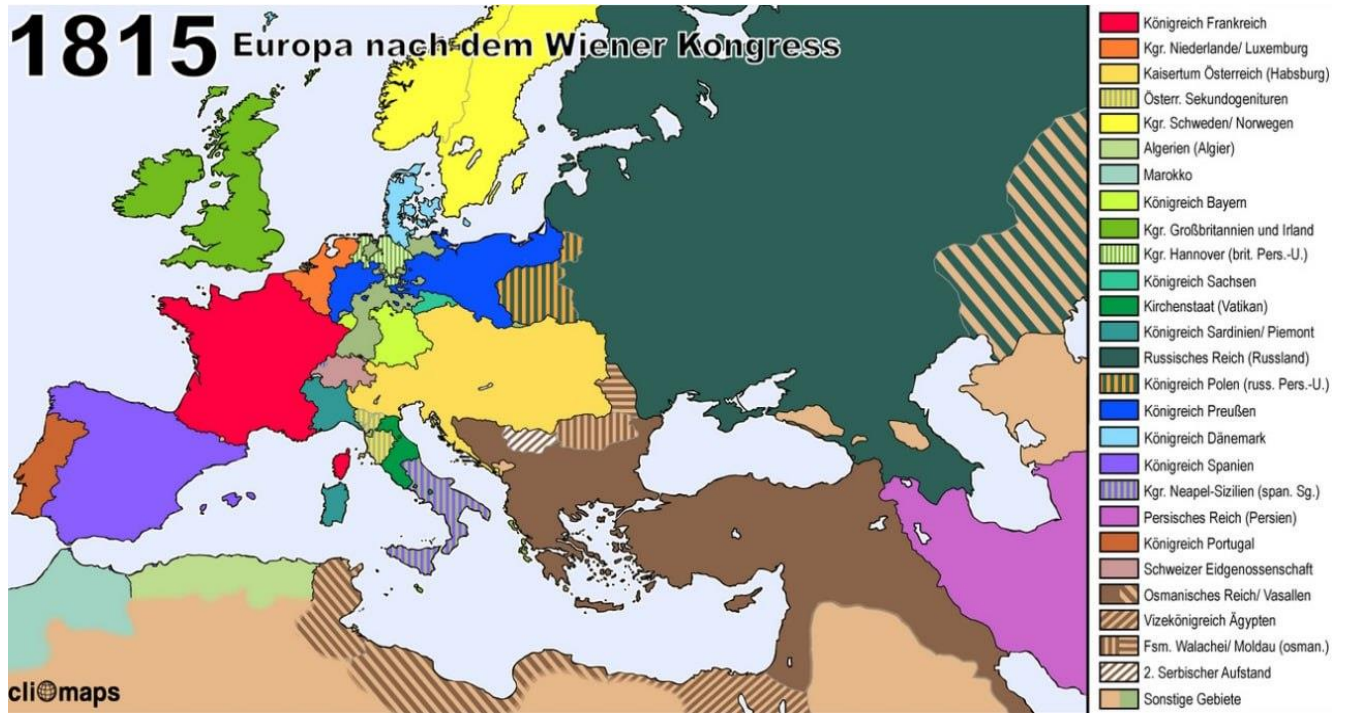 1815 Europa nach dem Wiener Kongress
Königreich Frankreich
Kgr. Niederlande/ Luxemburg
Kaisertum Österreich (Habsburg)
Österr. Sekundogenituren
Kgr. Schweden/ Norwegen
Algerien (Algier)
Marokko
Königreich Bayern
Kgr. Großbritannien und Irland
Kgr. Hannover (brit. Pers.-U.)
Königreich Sachsen
Kirchenstaat (Vatikan)
Königreich Sardinien/ Piemont
Russisches Reich (Russland)
Königreich Polen (russ. Pers.-U.)
Königreich Preußen
Königreich Dänemark
Königreich Spanien
Kgr. Neapel-Sizilien (span. Sg.)
Persisches Reich (Persien)
Königreich Portugal
Schweizer Eidgenossenschaft
Osmanisches Reich/ Vasallen
Vizekönigreich Ägypten
Fsm. Walachei/ Moldau (osman.)
2. Serbischer Aufstand
Sonstige Gebiete
cliomaps